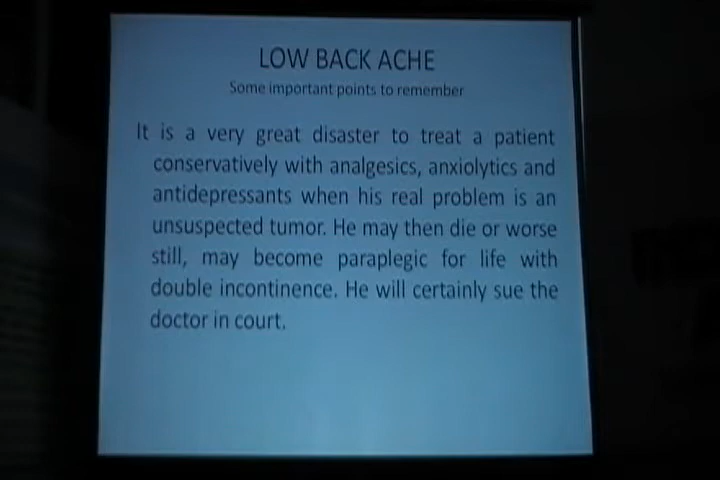 LOW BACK ACHE
Some important points to remember
It is a very great disaster to treat a patient
conservatively with analgesics, anxiolytics and
antidepressants when his real problem is an
unsuspected tumor. He may then die or worse
still, may become paraplegic for life with
double incontinence. He will certainly sue the
doctor in court.